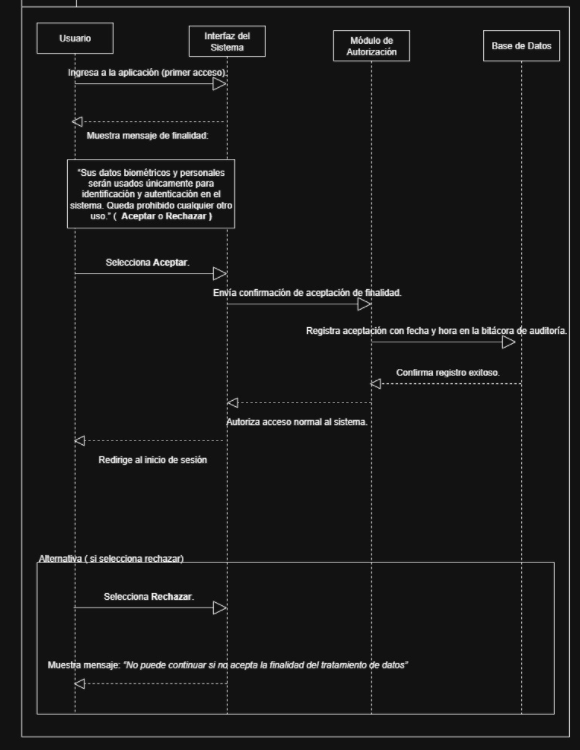 Usuario
Interfaz del
Sistema
Módulo de
Autorización
Base de Datos
Ingresa a la aplicación (primer acceso).
Muestra mensaje de finalidad:
"Sus datos biométricos y personales
serán usados únicamente para
identificación y autenticación en el
sistema. Queda prohibido cualquier otro
uso." ( Aceptar o Rechazar )
Selecciona Aceptar.
Envía confirmación de aceptación de finalidad.
Registra aceptación con fecha y hora en la bitácora de auditoría.
Confirma registro exitoso.
Autoriza acceso normal al sistema.
Redirige al inicio de sesión
Alternativa ( si selecciona rechazar)
Selecciona Rechazar.
Muestra mensaje: "No puede continuar si no acepta la finalidad del tratamiento de datos"